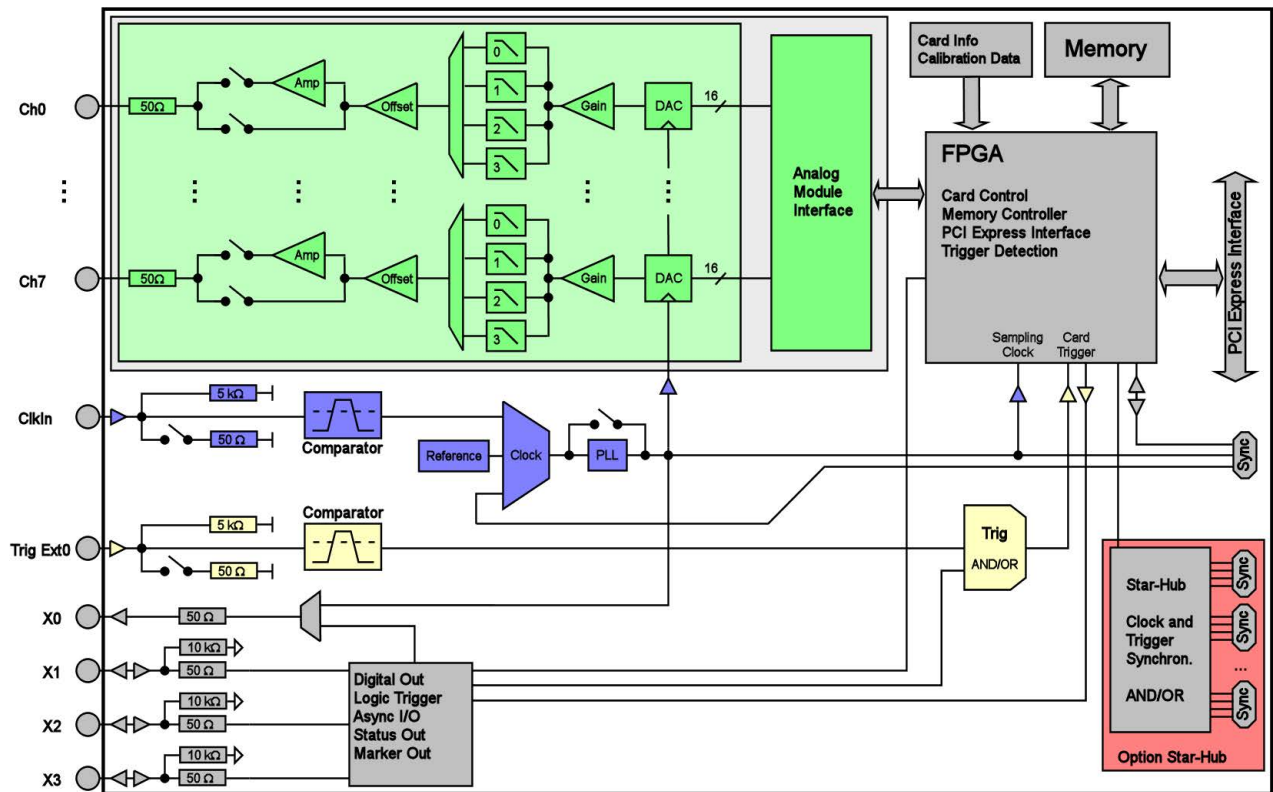 Card Info
Calibration Data
Memory
Ch0
50Ω
Amp
Offset
0
1
2
3
Gain
DAC
16
Analog
Module
Interface
FPGA
Card Control
Memory Controller
PCI Express Interface
Trigger Detection
Sampling
Clock
Card
Trigger
PCI Express Interface
Ch7
50Ω
Amp
Offset
0
1
2
3
Gain
DAC
16
ClkIn
5 kΩ
50 Ω
Comparator
Reference
Clock
PLL
Sync
Trig Ext0
5 kΩ
50 Ω
Comparator
Trig
AND/OR
X0
50 Ω
X1
10 kΩ
50 Ω
X2
10 kΩ
50 Ω
X3
10 kΩ
50 Ω
Digital Out
Logic Trigger
Async I/O
Status Out
Marker Out
Star-Hub
Clock and
Trigger
Synchron.
AND/OR
Sync
Sync
...
Sync
Option Star-Hub